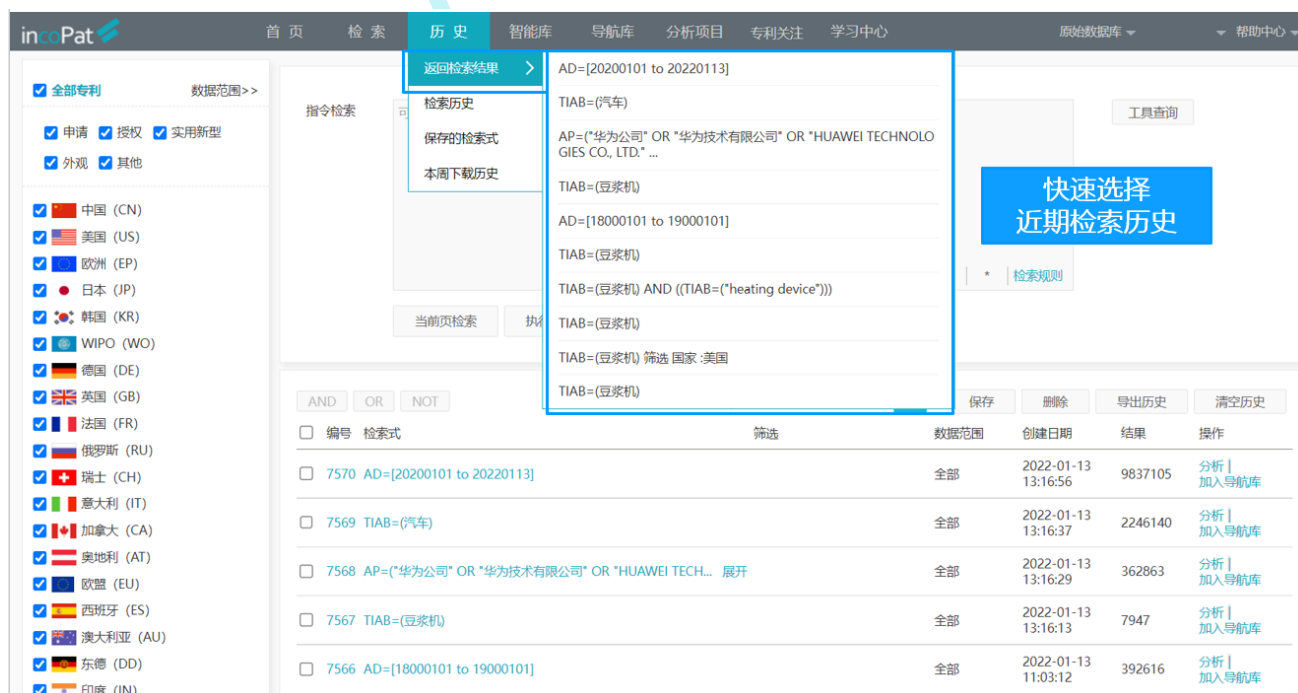 incoPat
首 页 检 索 历 史 智能库 导航库 分析项目 专利关注 学习中心 原始数据库 帮助中心
全部专利 数据范围>>
申请 授权 实用新型
外观 其他
中国 (CN)
美国 (US)
欧洲 (EP)
日本 (JP)
韩国 (KR)
WIPO (WO)
德国 (DE)
英国 (GB)
法国 (FR)
俄罗斯 (RU)
瑞士 (CH)
意大利 (IT)
加拿大 (CA)
奥地利 (AT)
欧盟 (EU)
西班牙 (ES)
澳大利亚 (AU)
东德 (DD)
印度 (IN)
返回检索结果
检索历史
保存的检索式
本周下载历史
AD=[20200101 to 20220113]
TIAB=(汽车)
AP=("华为公司" OR "华为技术有限公司" OR "HUAWEI TECHNOLO
GIES CO., LTD." ...
TIAB=(豆浆机)
AD=[18000101 to 19000101]
TIAB=(豆浆机)
TIAB=(豆浆机) AND ((TIAB=("heating device")))
TIAB=(豆浆机)
TIAB=(豆浆机) 筛选 国家 :美国
TIAB=(豆浆机)
指令检索
工具查询
快速选择
近期检索历史
* 检索规则
当前页检索
AND OR NOT 保存 删除 导出历史 清空历史
编号 检索式 筛选 数据范围 创建日期 结果 操作
7570 AD=[20200101 to 20220113] 全部 2022-01-13 9837105 分析 |
13:16:56 加入导航库
7569 TIAB=(汽车) 全部 2022-01-13 2246140 分析 |
13:16:37 加入导航库
7568 AP=("华为公司" OR "华为技术有限公司" OR "HUAWEI TECH... 展开 全部 2022-01-13 362863 分析 |
13:16:29 加入导航库
7567 TIAB=(豆浆机) 全部 2022-01-13 7947 分析 |
13:16:13 加入导航库
7566 AD=[18000101 to 19000101] 全部 2022-01-13 392616 分析 |
11:03:12 加入导航库